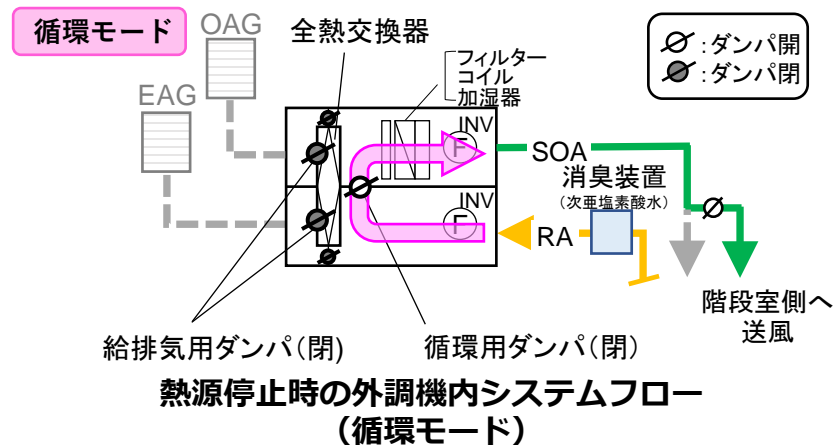 循環モード
OAG
全熱交換器
フィルター
コイル
加湿器
:ダンパ開
:ダンパ閉
EAG
INV
F
SOA
消臭装置
(次亜塩素酸水)
INV
F
RA
階段室側へ
送風
給排気用ダンパ(閉)
循環用ダンパ(閉)
熱源停止時の外調機内システムフロー
(循環モード)